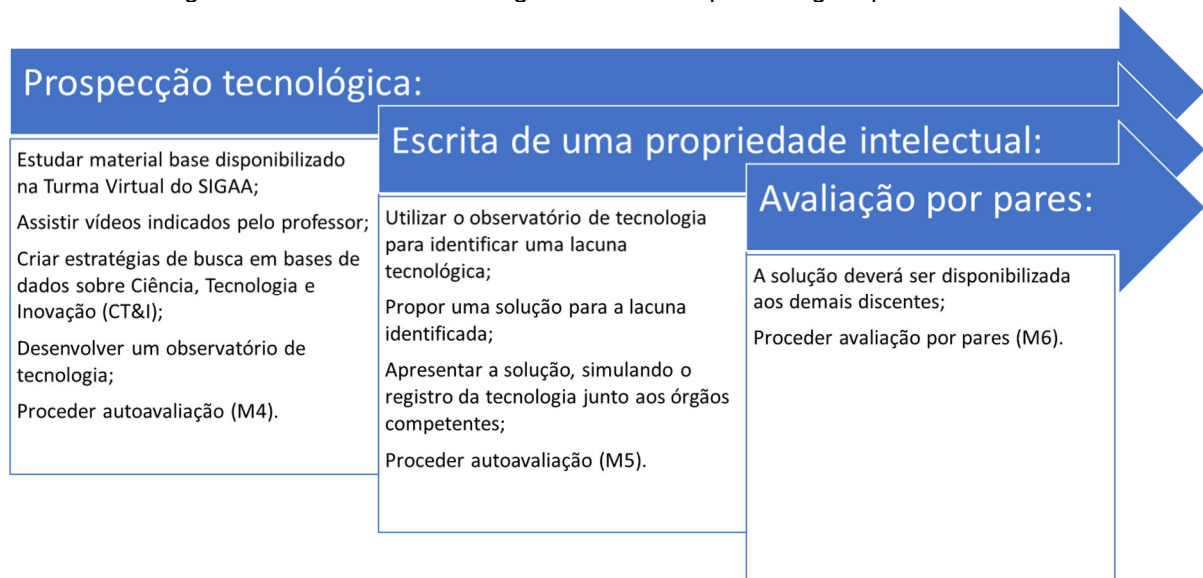 Prospecção tecnológica:
Estudar material base disponibilizado
na Turma Virtual do SIGAA;
Assistir vídeos indicados pelo professor;
Criar estratégias de busca em bases de
dados sobre Ciência, Tecnologia e
Inovação (CT&I);
Desenvolver um observatório de
tecnologia;
Proceder autoavaliação (M4).
Escrita de uma propriedade intelectual:
Utilizar o observatório de tecnologia
para identificar uma lacuna
tecnológica;
Propor uma solução para a lacuna
identificada;
Apresentar a solução, simulando o
registro da tecnologia junto aos órgãos
competentes;
Proceder autoavaliação (M5).
Avaliação por pares:
A solução deverá ser disponibilizada
aos demais discentes;
Proceder avaliação por pares (M6).